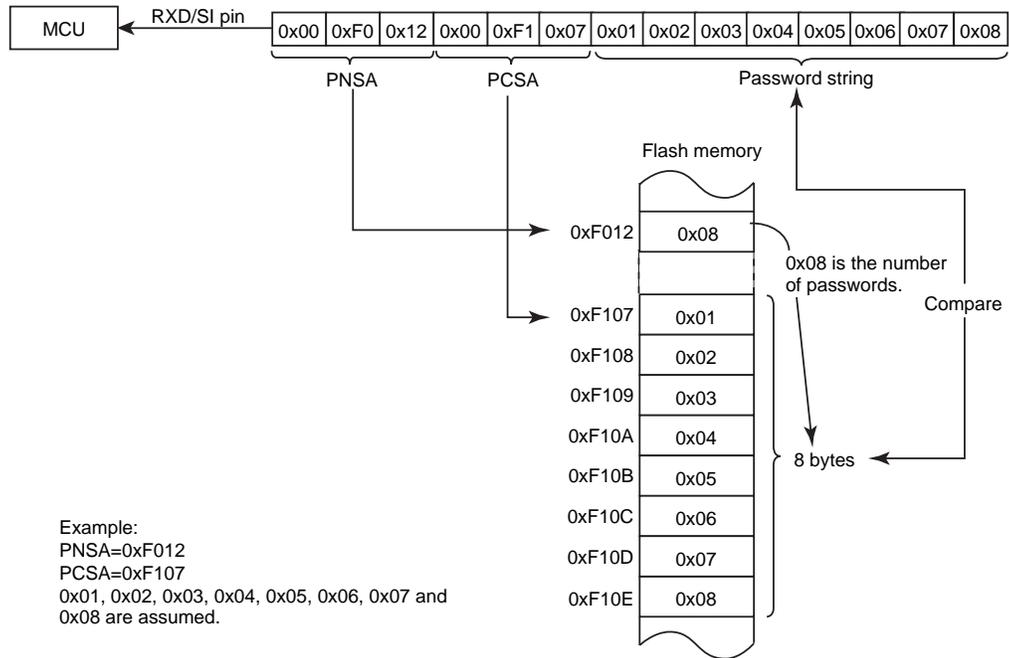 MCU
RXD/SI pin
0x00 0xF0 0x12 0x00 0xF1 0x07 0x01 0x02 0x03 0x04 0x05 0x06 0x07 0x08
PNSA
PCSA
Password string
Flash memory
0xF012 0x08
0x08 is the number
of passwords.
Compare
0xF107 0x01
0xF108 0x02
0xF109 0x03
0xF10A 0x04
8 bytes
0xF10B 0x05
0xF10C 0x06
0xF10D 0x07
0xF10E 0x08
Example:
PNSA=0xF012
PCSA=0xF107
0x01, 0x02, 0x03, 0x04, 0x05, 0x06, 0x07 and
0x08 are assumed.